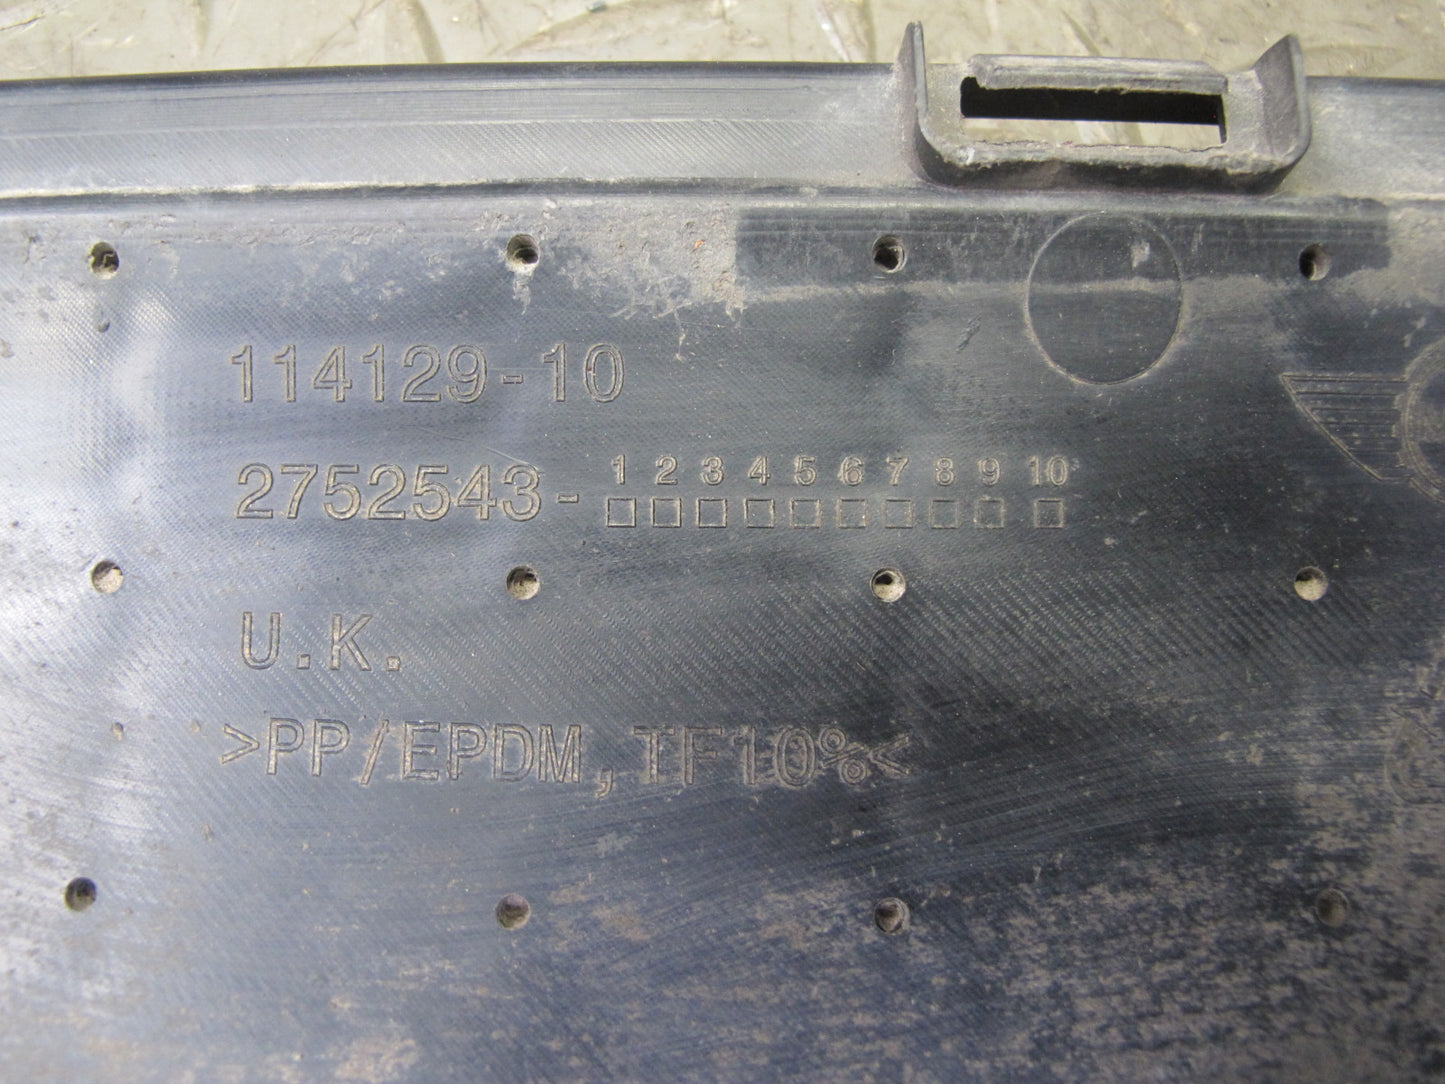 114129-10
2752543- 1 2 3 4 5 6 7 8 9 10
U.K.
>PP/EPDM,TF10%<